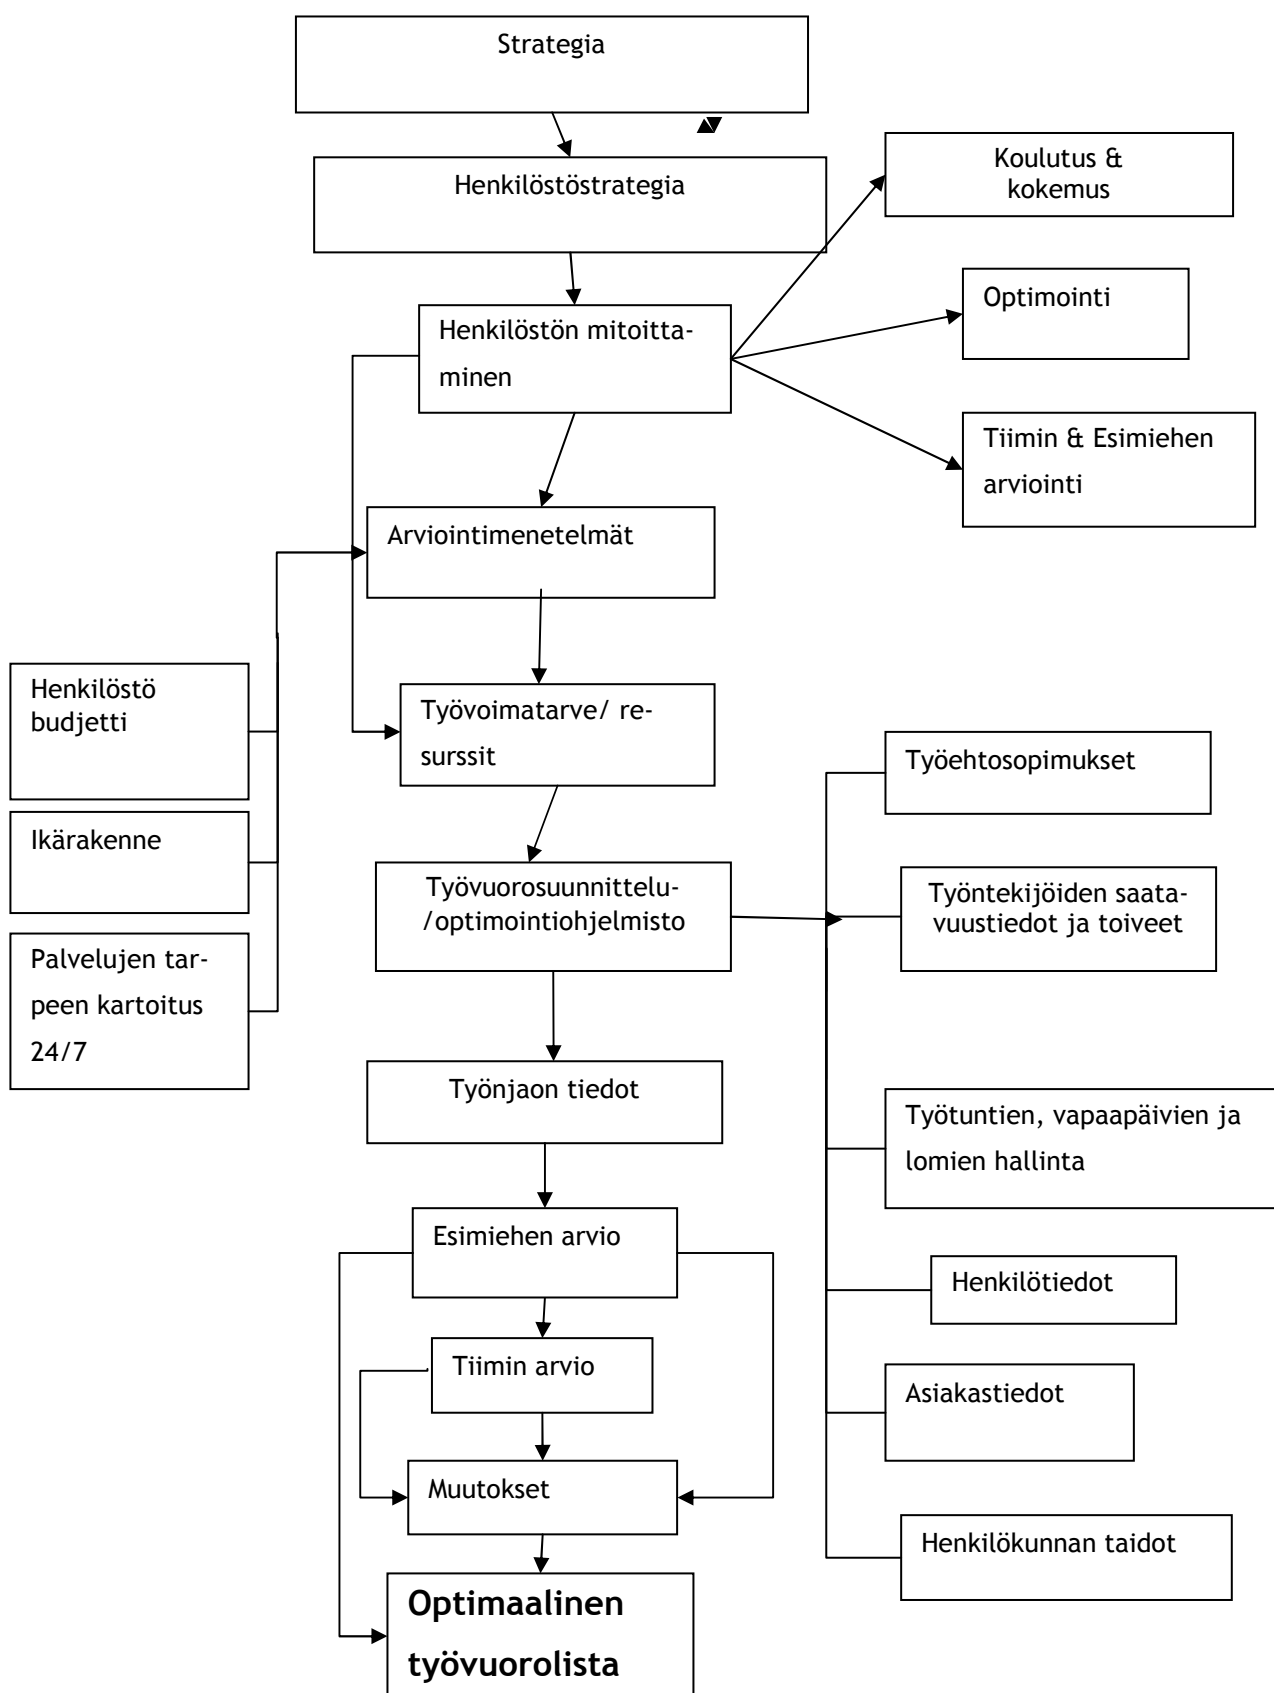 Strategia
Henkilöstöstrategia
Koulutus &
kokemus
Optimointi
Henkilöstön mitoitta-
minen
Tiimin & Esimiehen
arviointi
Arviointimenetelmät
Henkilöstö
budjetti
Työvoimatarve/ re-
surssit
Työehtosopimukset
Ikärakenne
Työvuorosuunnittelu-
/optimointiohjelmisto
Työntekijöiden saata-
vuustiedot ja toiveet
Palvelujen tar-
peen kartoitus
24/7
Työnjaon tiedot
Työtuntien, vapaapäivien ja
lomien hallinta
Esimiehen arvio
Henkilötiedot
Tiimin arvio
Asiakastiedot
Muutokset
Henkilökunnan taidot
Optimaalinen
työvuorolista